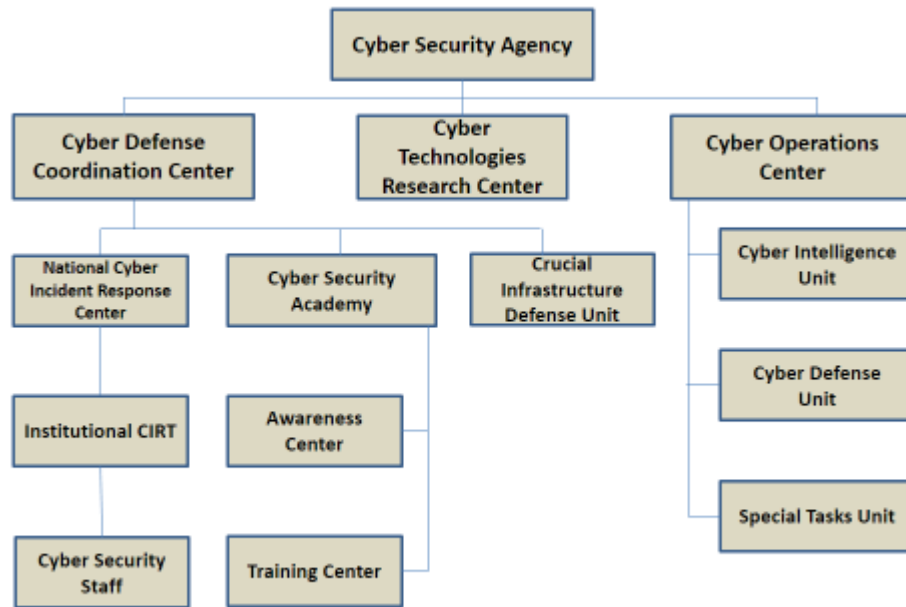 Cyber Security Agency
Cyber Defense
Coordination Center
Cyber
Technologies
Research Center
Cyber Operations
Center
National Cyber
Incident Response
Center
Cyber Security
Academy
Crucial
Infrastructure
Defense Unit
Cyber Intelligence
Unit
Institutional CIRT
Awareness
Center
Cyber Defense
Unit
Cyber Security
Staff
Training Center
Special Tasks Unit